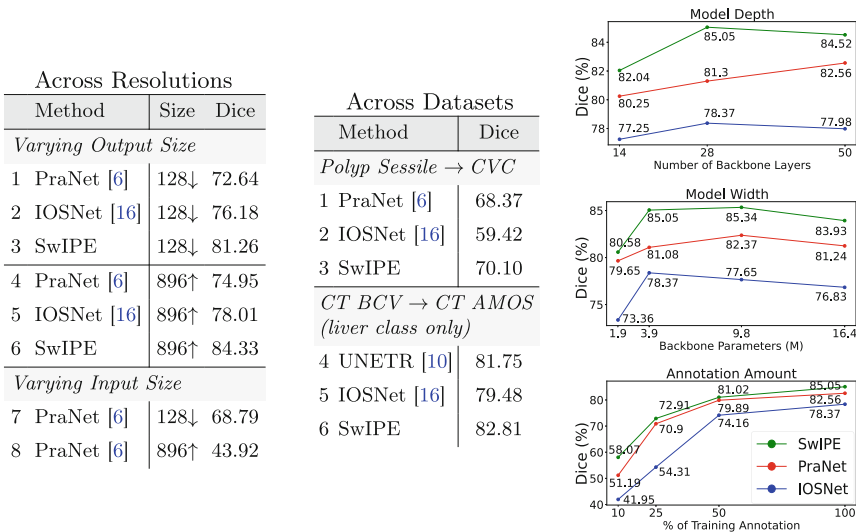 Across Resolutions
Method Size Dice
Varying Output Size
1 PraNet [6] 128↓ 72.64
2 IOSNet [16] 128↓ 76.18
3 SwIPE 128↓ 81.26
4 PraNet [6] 896↑ 74.95
5 IOSNet [16] 896↑ 78.01
6 SwIPE 896↑ 84.33
Varying Input Size
7 PraNet [6] 128↓ 68.79
8 PraNet [6] 896↑ 43.92
Across Datasets
Method Dice
Polyp Sessile → CVC
1 PraNet [6] 68.37
2 IOSNet [16] 59.42
3 SwIPE 70.10
CT BCV → CT AMOS
(liver class only)
4 UNETR [10] 81.75
5 IOSNet [16] 79.48
6 SwIPE 82.81
Model Depth
Dice (%)
84
82
80
78
82.04
85.05
84.52
80.25
81.3
82.56
77.25
78.37
77.98
14 28 50
Number of Backbone Layers
Model Width
Dice (%)
85
80
75
80.58
85.05
85.34
83.93
79.65
81.08
82.37
81.24
73.36
78.37
77.65
76.83
1.9 3.9 9.8 16.4
Backbone Parameters (M)
Annotation Amount
Dice (%)
80
70
60
50
40
58.07
72.91
81.02
85.05
51.19
70.9
79.89
82.56
41.95
54.31
74.16
78.37
SwIPE
PraNet
IOSNet
10 25 50 100
% of Training Annotation